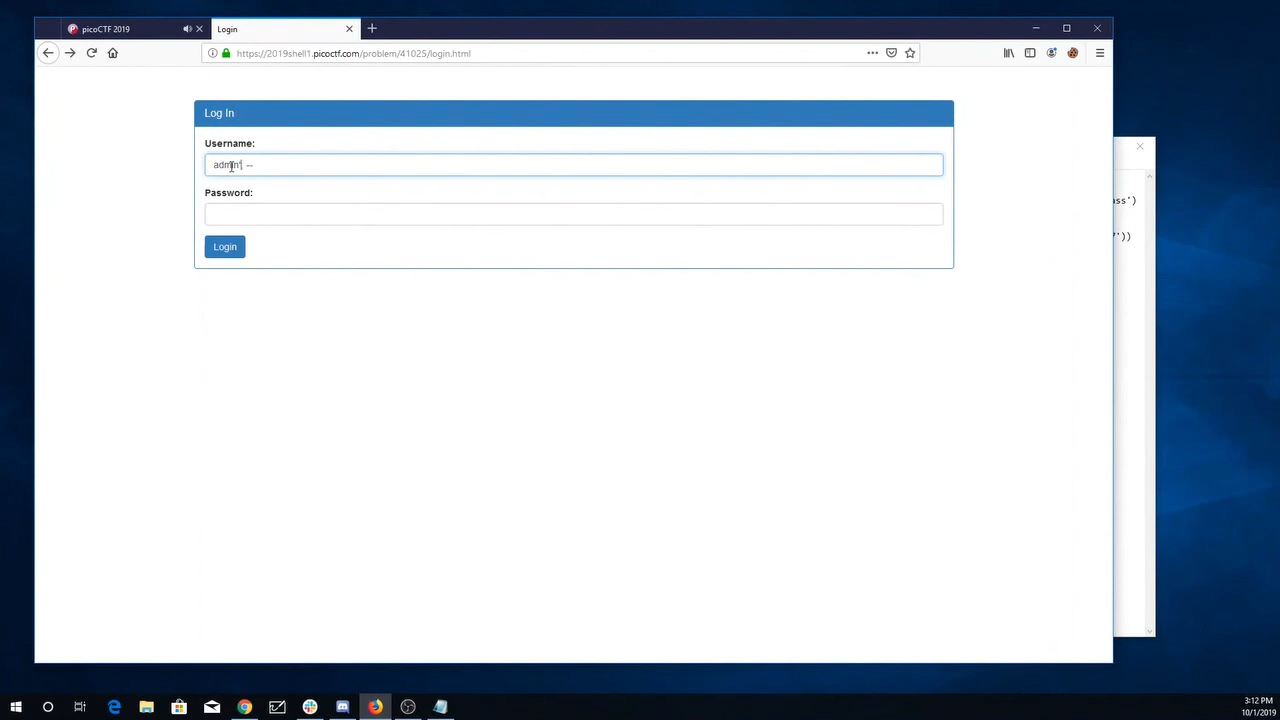 picoCTF 2019
Login
https://2019shell1.picoctf.com/problem/41025/login.html
Log In
Username:
admin' --
Password:
Login
ass')
'))
3:12 PM
10/1/2019